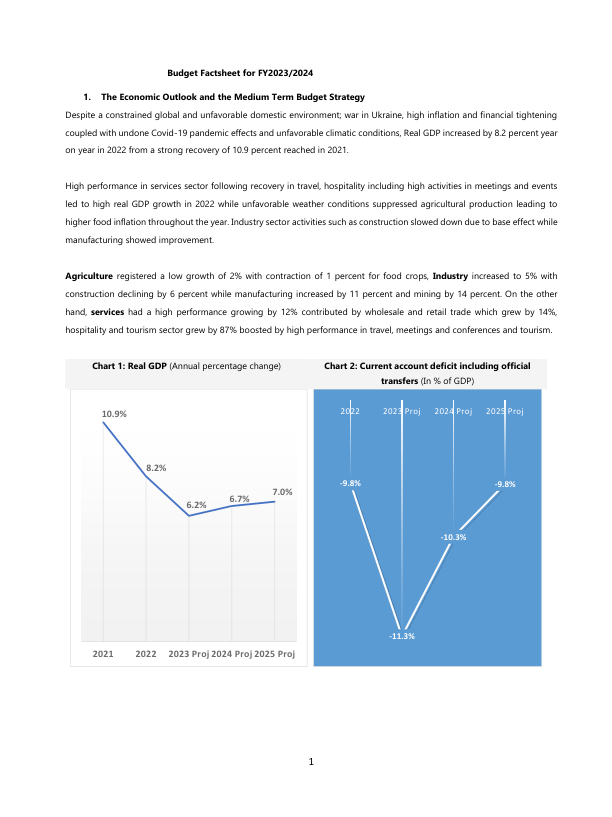 Budget Factsheet for FY2023/2024
1. The Economic Outlook and the Medium Term Budget Strategy
Despite a constrained global and unfavorable domestic environment; war in Ukraine, high inflation and financial tightening
coupled with undone Covid-19 pandemic effects and unfavorable climatic conditions, Real GDP increased by 8.2 percent year
on year in 2022 from a strong recovery of 10.9 percent reached in 2021.
High performance in services sector following recovery in travel, hospitality including high activities in meetings and events
led to high real GDP growth in 2022 while unfavorable weather conditions suppressed agricultural production leading to
higher food inflation throughout the year. Industry sector activities such as construction slowed down due to base effect while
manufacturing showed improvement.
Agriculture registered a low growth of 2% with contraction of 1 percent for food crops, Industry increased to 5% with
construction declining by 6 percent while manufacturing increased by 11 percent and mining by 14 percent. On the other
hand, services had a high performance growing by 12% contributed by wholesale and retail trade which grew by 14%,
hospitality and tourism sector grew by 87% boosted by high performance in travel, meetings and conferences and tourism.
Chart 1: Real GDP (Annual percentage change)
10.9%
8.2%
6.2%
6.7%
7.0%
2021 2022 2023 Proj 2024 Proj 2025 Proj
Chart 2: Current account deficit including official
transfers (In % of GDP)
2022 2023 Proj 2024 Proj 2025 Proj
-9.8%
-11.3%
-10.3%
-9.8%
1